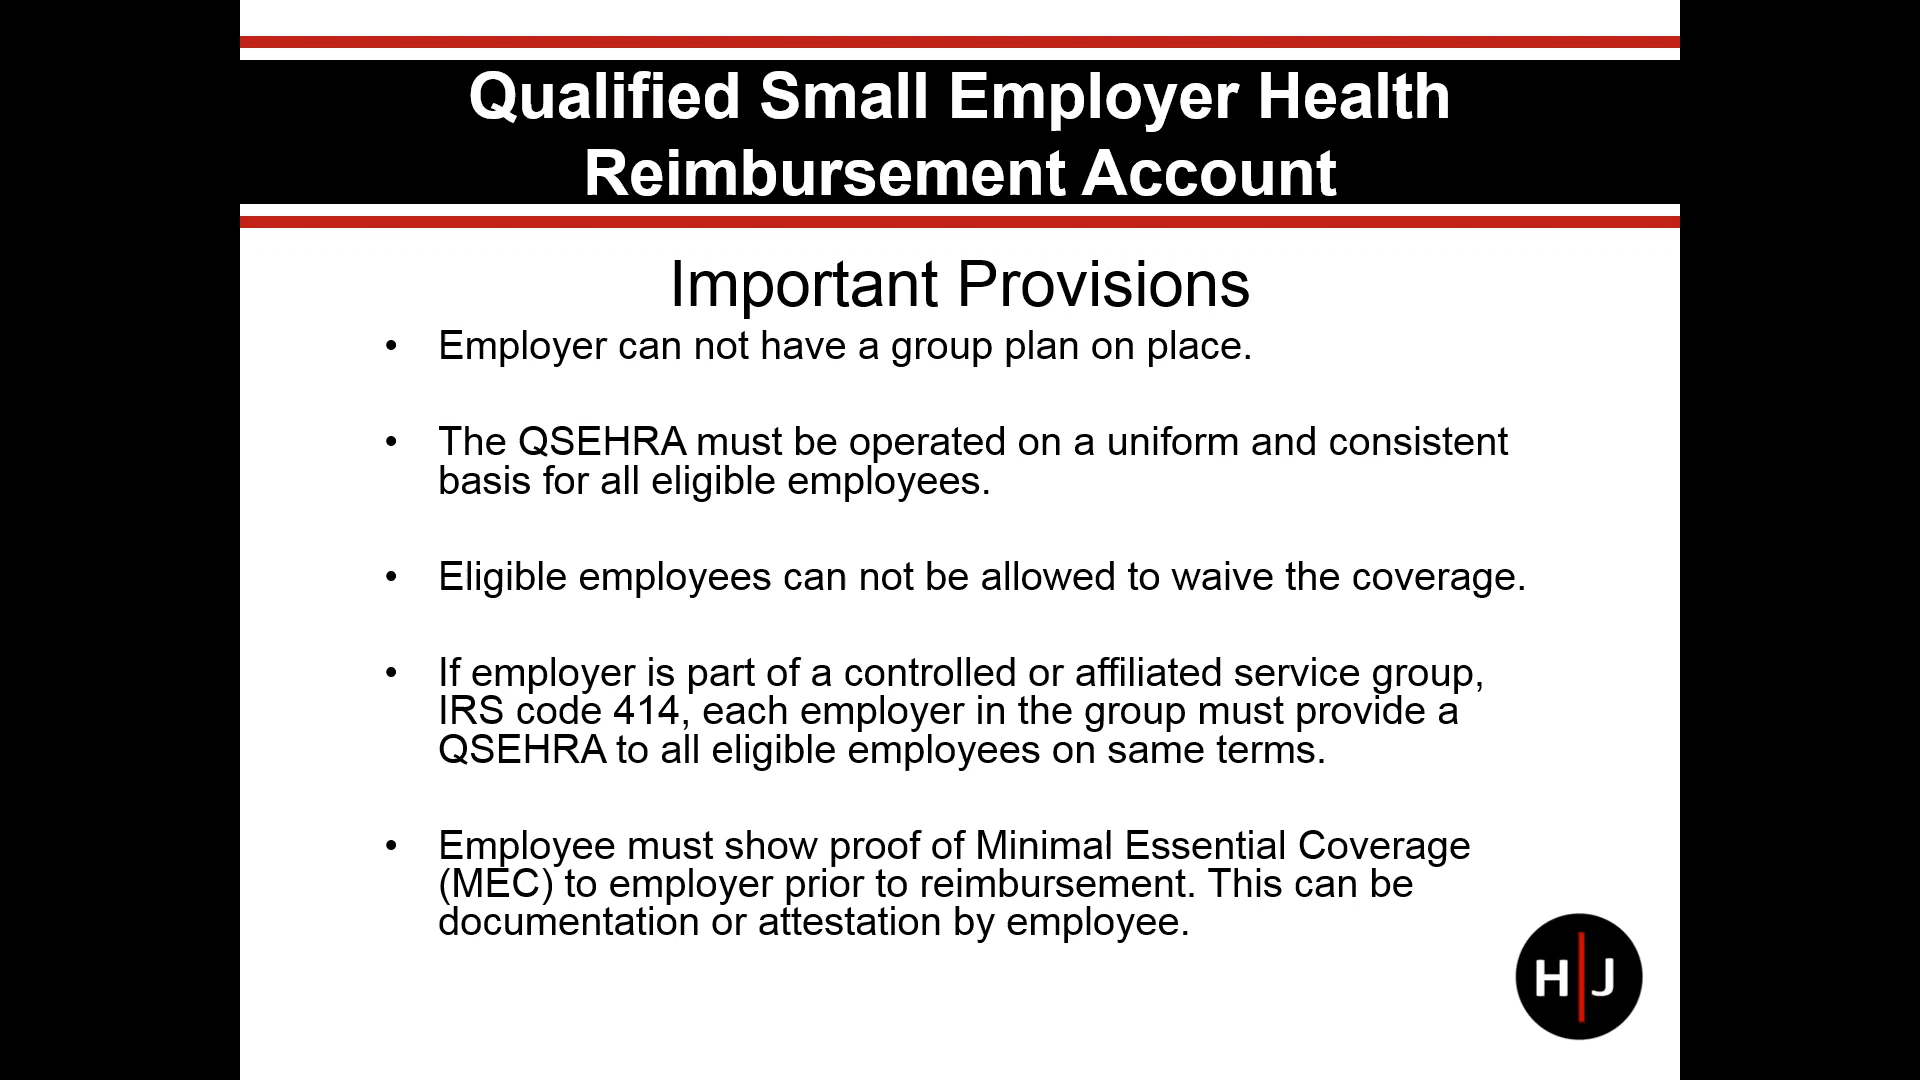 Qualified Small Employer Health
Reimbursement Account
Important Provisions
• Employer can not have a group plan on place.
• The QSEHRA must be operated on a uniform and consistent
basis for all eligible employees.
• Eligible employees can not be allowed to waive the coverage.
• If employer is part of a controlled or affiliated service group,
IRS code 414, each employer in the group must provide a
QSEHRA to all eligible employees on same terms.
• Employee must show proof of Minimal Essential Coverage
(MEC) to employer prior to reimbursement. This can be
documentation or attestation by employee.
H|J